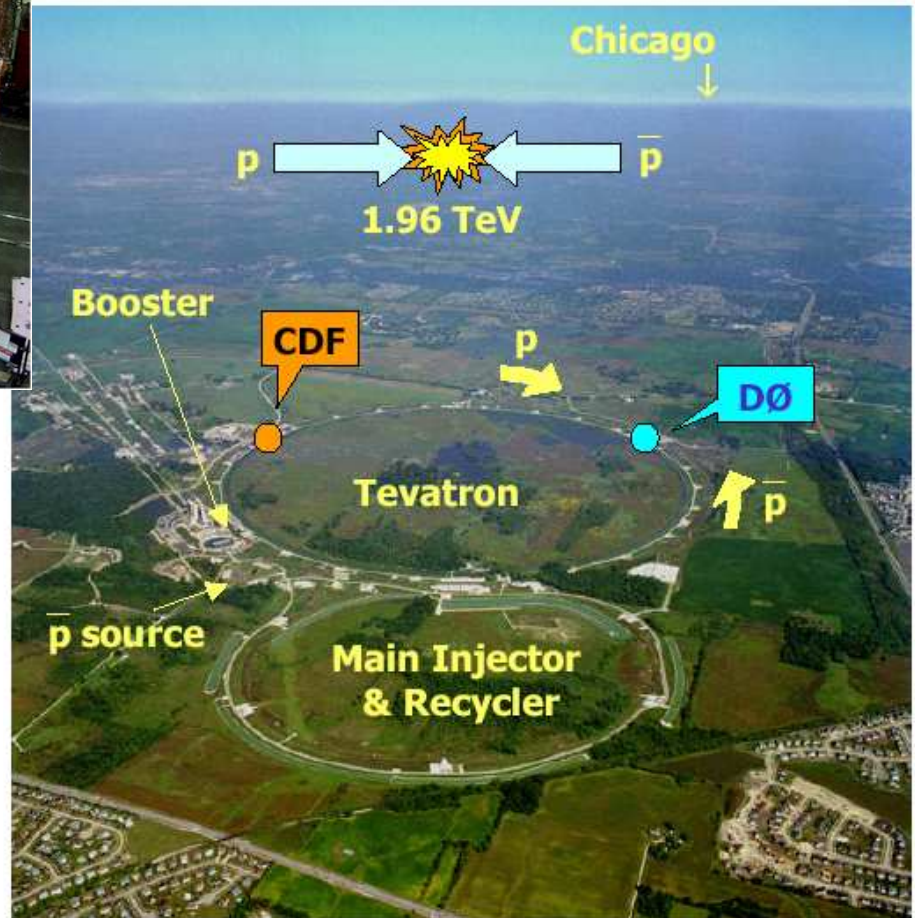 Chicago
↓
p p̅
1.96 TeV
Booster
CDF
p
DØ
Tevatron
p̅
p̅ source
Main Injector
& Recycler